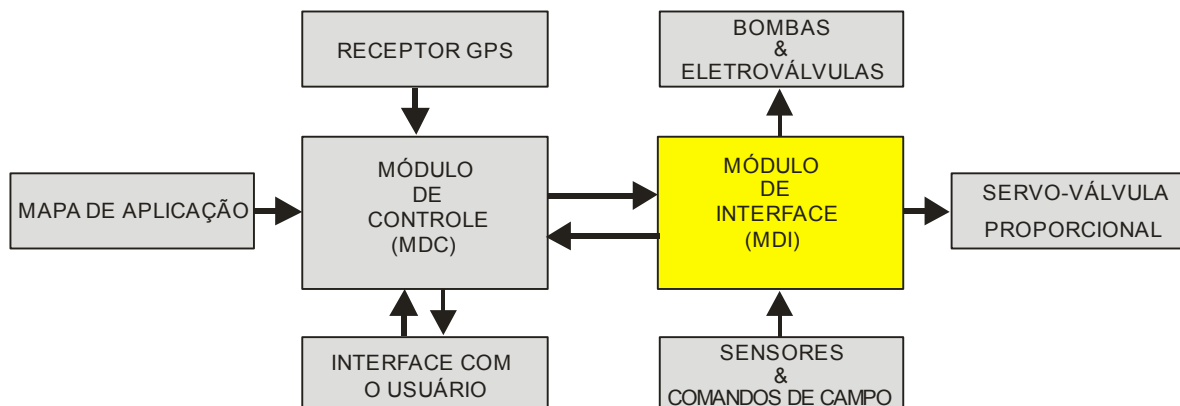 RECEPTOR GPS
BOMBAS
&
ELETROVÁLVULAS
MAPA DE APLICAÇÃO
MÓDULO
DE
CONTROLE
(MDC)
MÓDULO
DE
INTERFACE
(MDI)
SERVO-VÁLVULA
PROPORCIONAL
INTERFACE COM
O USUÁRIO
SENSORES
&
COMANDOS DE CAMPO